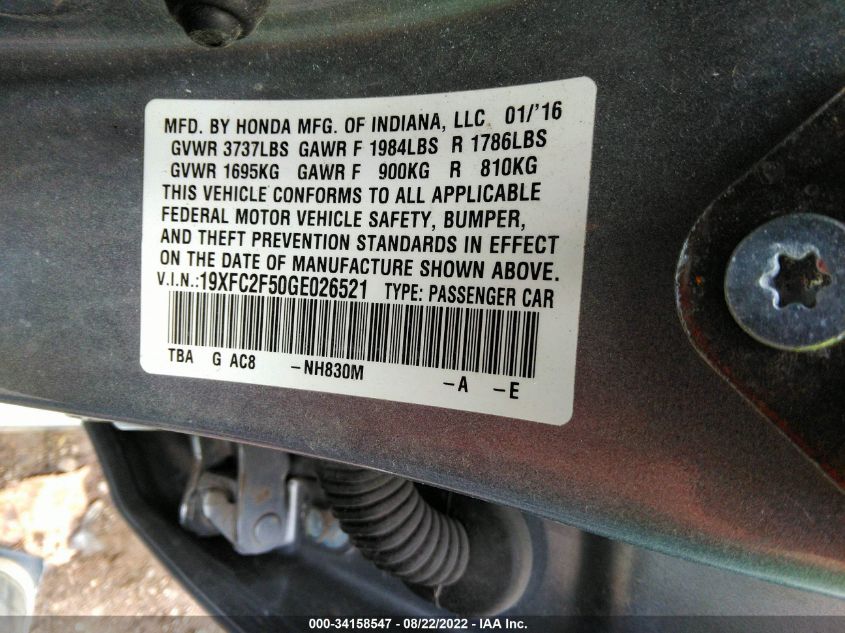 MFD. BY HONDA MFG. OF INDIANA, LLC 01/'16
GVWR 3737LBS GAWR F 1984LBS R 1786LBS
GVWR 1695KG GAWR F 900KG R 810KG
THIS VEHICLE CONFORMS TO ALL APPLICABLE
FEDERAL MOTOR VEHICLE SAFETY, BUMPER,
AND THEFT PREVENTION STANDARDS IN EFFECT
ON THE DATE OF MANUFACTURE SHOWN ABOVE.
V.I.N.:19XFC2F50GE026521 TYPE: PASSENGER CAR
TBA G AC8 -NH830M -A -E
000-34158547 - 08/22/2022 - IAA Inc.